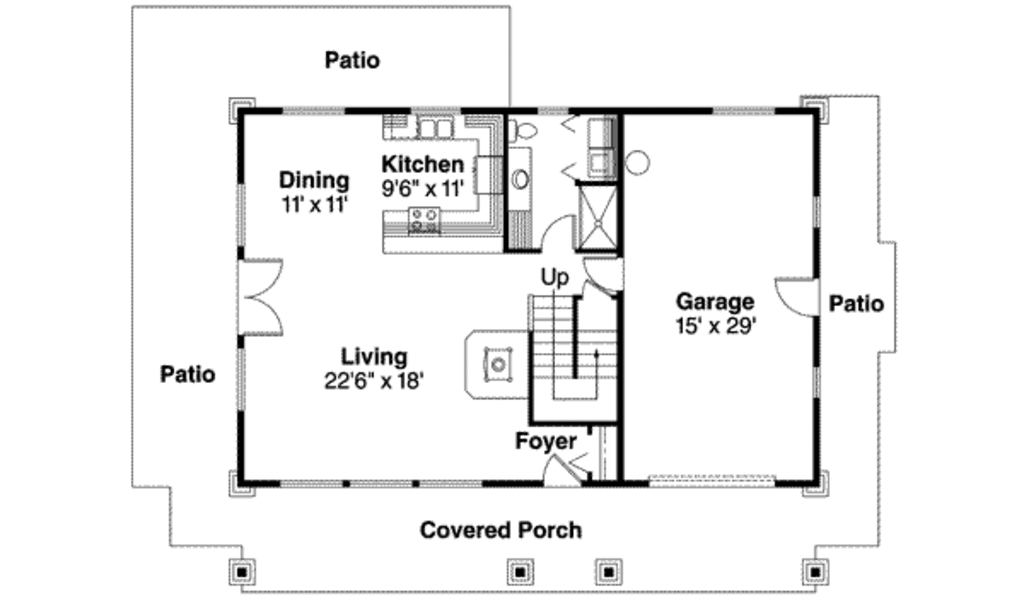 Patio
Kitchen
9'6" x 11'
Dining
11' x 11'
Up
Garage
15' x 29'
Patio
Living
22'6" x 18'
Patio
Foyer
Covered Porch